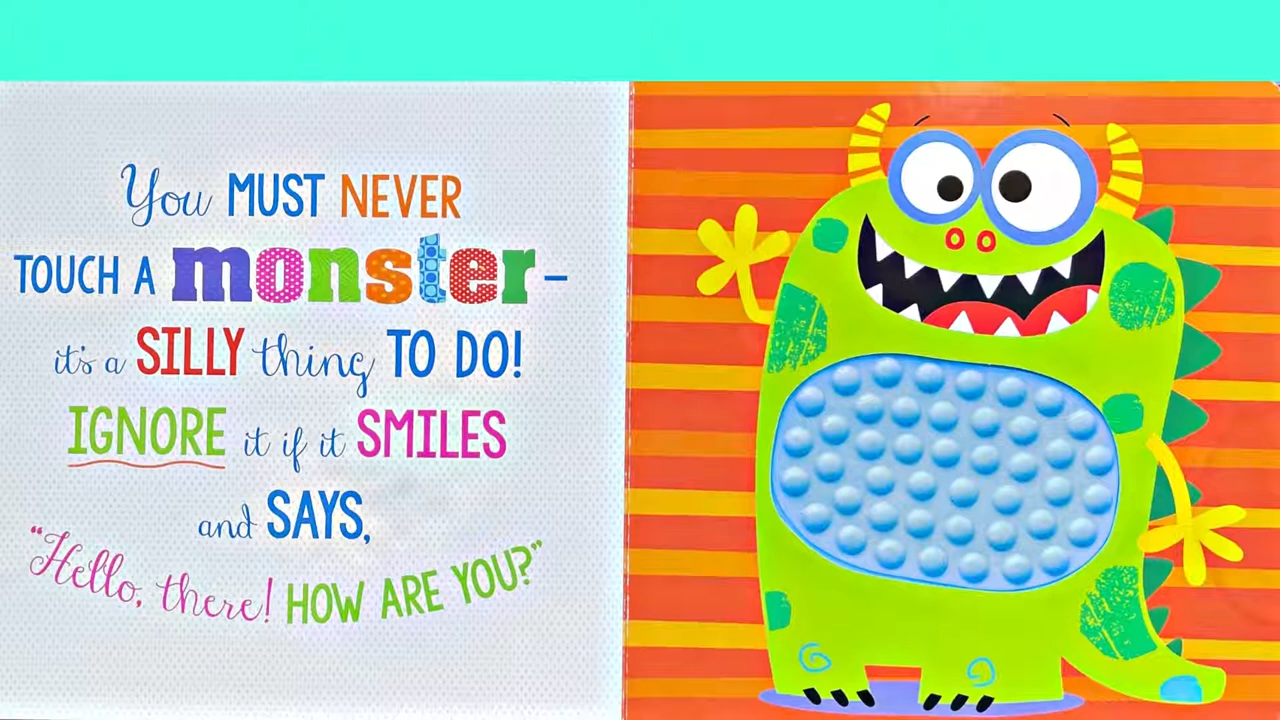 You MUST NEVER
TOUCH A monster–
it's a SILLY thing TO DO!
IGNORE it if it SMILES
and SAYS,
"Hello, there! HOW ARE YOU?"